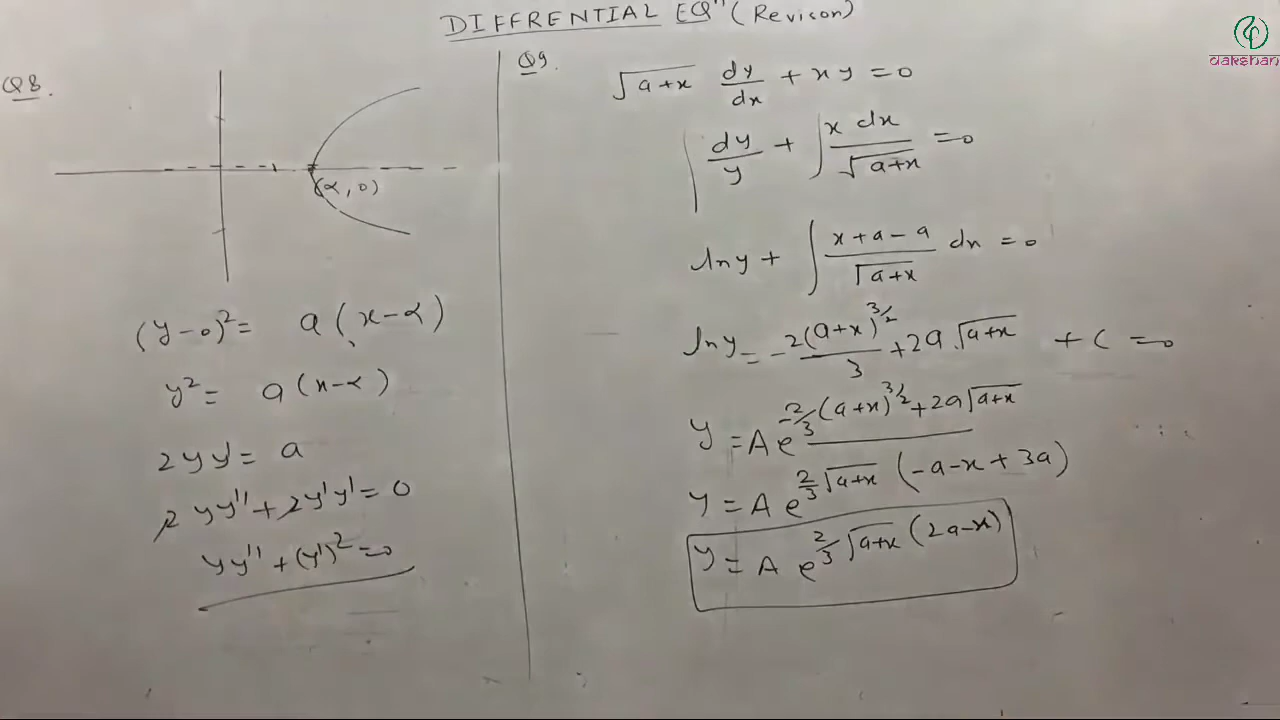 DIFFRENTIAL EQⁿ (Revison)
Dakshana
Q8.
(α, 0)
(y-0)² = a(x-α)
y² = a(x-α)
2yy' = a
2yy'' + 2y'y' = 0
yy'' + (y')² = 0
Q9.
√(a+x) dy/dx + xy = 0
∫ dy/y + ∫ x dx/√(a+x) = 0
ln y + ∫ (x+a-a)/√(a+x) dx = 0
ln y = -2(a+x)^(3/2)/3 + 2a √(a+x) + C = 0
y = A e^(-2/3 (a+x)^(3/2) + 2a√(a+x))
y = A e^(2/3 √(a+x) (-a-x+3a))
y = A e^(2/3 √(a+x) (2a-x))